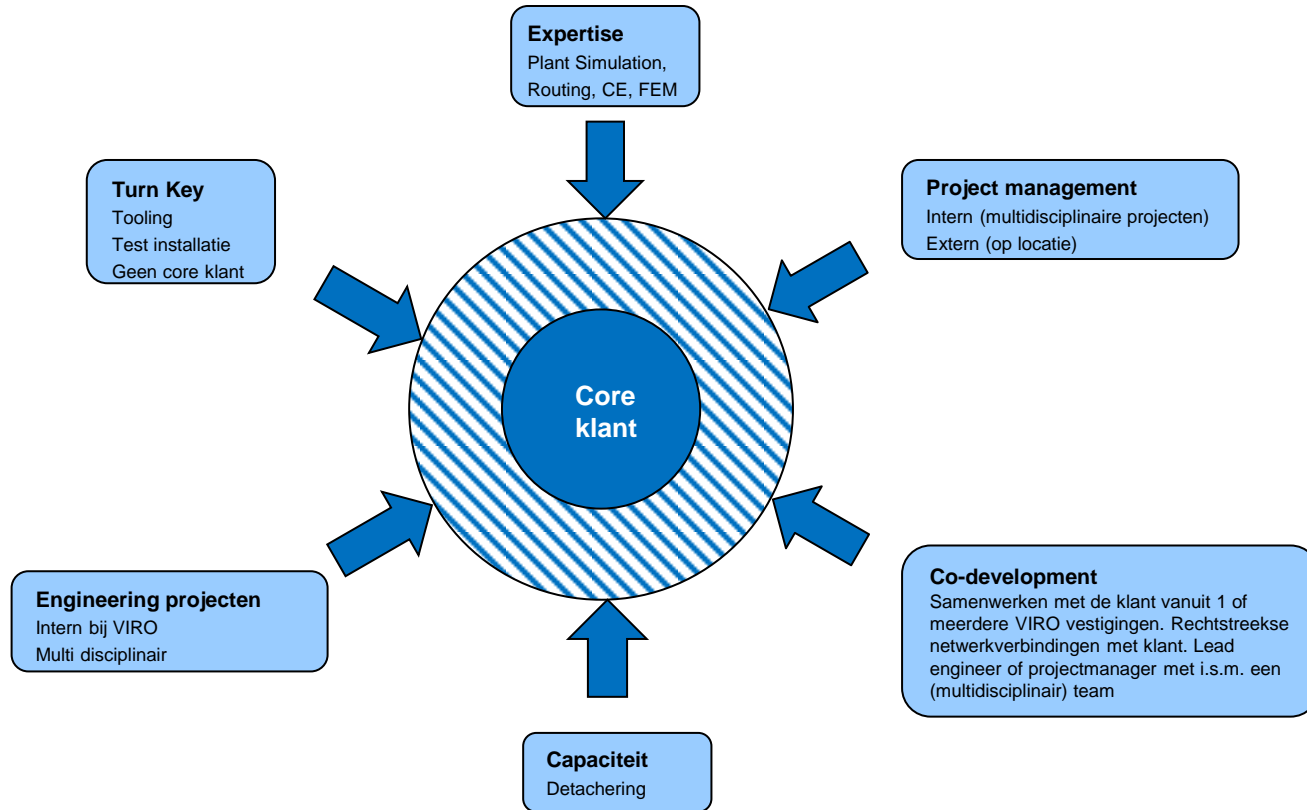 Expertise
Plant Simulation,
Routing, CE, FEM
Turn Key
Tooling
Test installatie
Geen core klant
Project management
Intern (multidisciplinaire projecten)
Extern (op locatie)
Core
klant
Engineering projecten
Intern bij VIRO
Multi disciplinair
Co-development
Samenwerken met de klant vanuit 1 of
meerdere VIRO vestigingen. Rechtstreekse
netwerkverbindingen met klant. Lead
engineer of projectmanager met i.s.m. een
(multidisciplinair) team
Capaciteit
Detachering